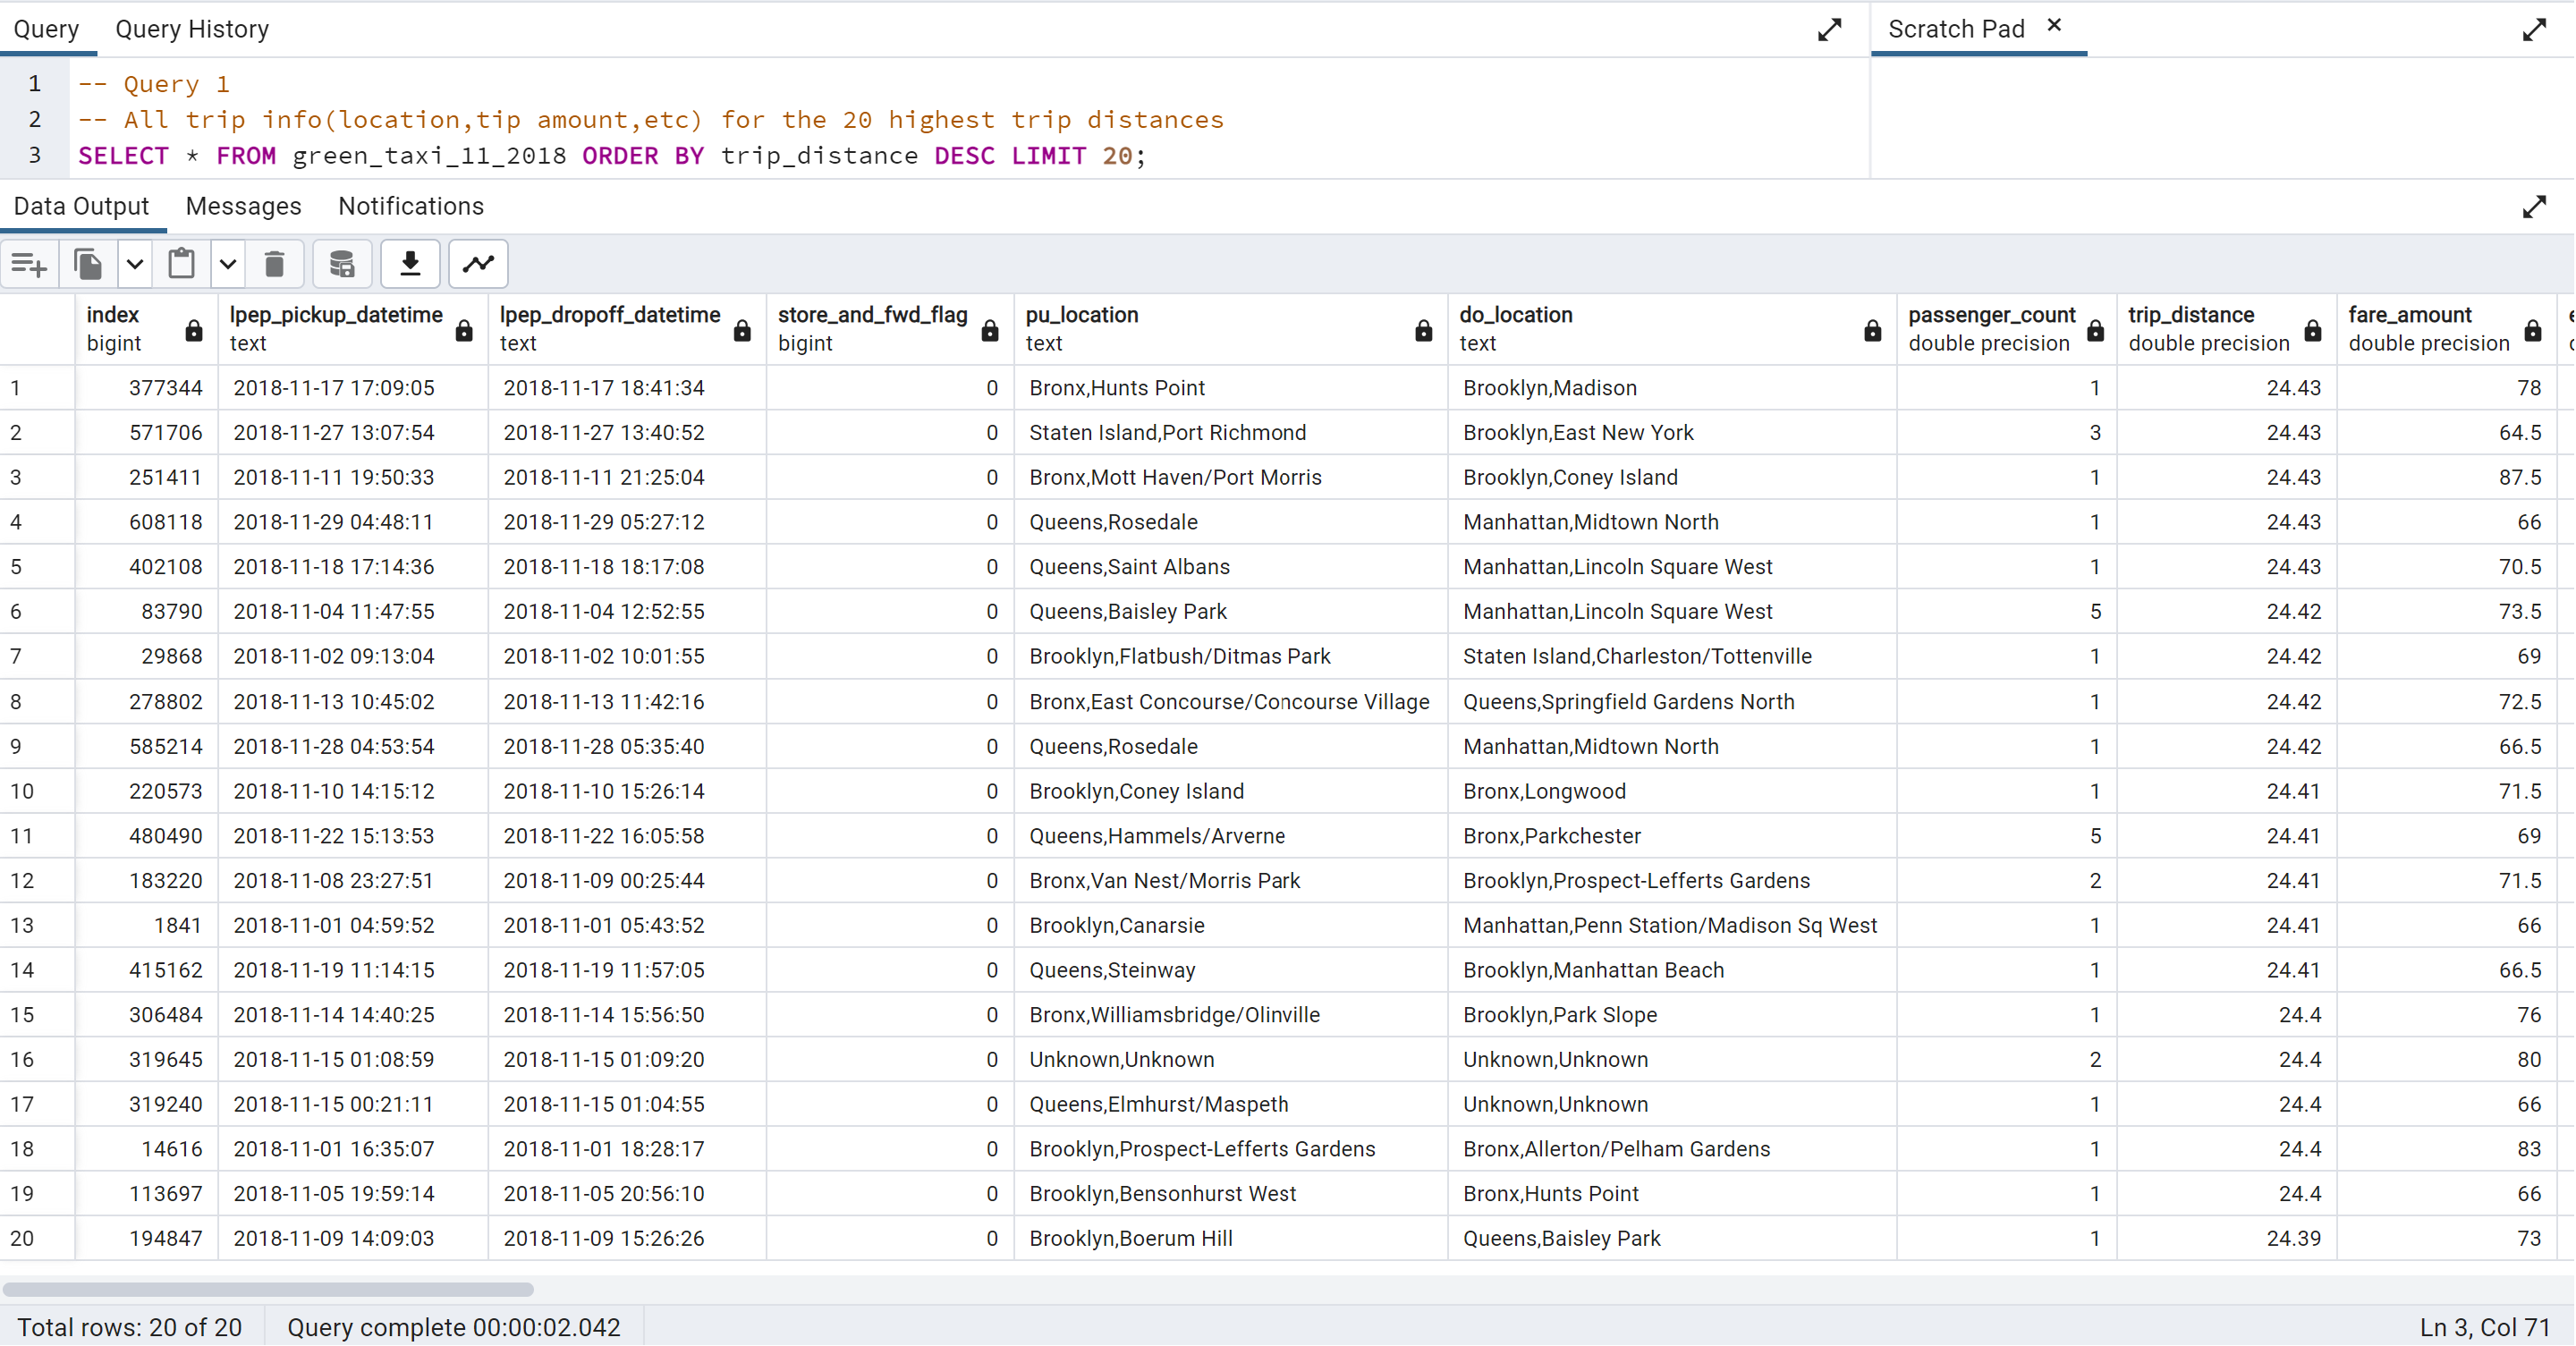 Query Query History Scratch Pad ×
1 -- Query 1
2 -- All trip info(location,tip amount,etc) for the 20 highest trip distances
3 SELECT * FROM green_taxi_11_2018 ORDER BY trip_distance DESC LIMIT 20;
Data Output Messages Notifications
index lpep_pickup_datetime lpep_dropoff_datetime store_and_fwd_flag pu_location do_location passenger_count trip_distance fare_amount
bigint text text bigint text text double precision double precision double precision
1 377344 2018-11-17 17:09:05 2018-11-17 18:41:34 0 Bronx,Hunts Point Brooklyn,Madison 1 24.43 78
2 571706 2018-11-27 13:07:54 2018-11-27 13:40:52 0 Staten Island,Port Richmond Brooklyn,East New York 3 24.43 64.5
3 251411 2018-11-11 19:50:33 2018-11-11 21:25:04 0 Bronx,Mott Haven/Port Morris Brooklyn,Coney Island 1 24.43 87.5
4 608118 2018-11-29 04:48:11 2018-11-29 05:27:12 0 Queens,Rosedale Manhattan,Midtown North 1 24.43 66
5 402108 2018-11-18 17:14:36 2018-11-18 18:17:08 0 Queens,Saint Albans Manhattan,Lincoln Square West 1 24.43 70.5
6 83790 2018-11-04 11:47:55 2018-11-04 12:52:55 0 Queens,Baisley Park Manhattan,Lincoln Square West 5 24.42 73.5
7 29868 2018-11-02 09:13:04 2018-11-02 10:01:55 0 Brooklyn,Flatbush/Ditmas Park Staten Island,Charleston/Tottenville 1 24.42 69
8 278802 2018-11-13 10:45:02 2018-11-13 11:42:16 0 Bronx,East Concourse/Concourse Village Queens,Springfield Gardens North 1 24.42 72.5
9 585214 2018-11-28 04:53:54 2018-11-28 05:35:40 0 Queens,Rosedale Manhattan,Midtown North 1 24.42 66.5
10 220573 2018-11-10 14:15:12 2018-11-10 15:26:14 0 Brooklyn,Coney Island Bronx,Longwood 1 24.41 71.5
11 480490 2018-11-22 15:13:53 2018-11-22 16:05:58 0 Queens,Hammels/Arverne Bronx,Parkchester 5 24.41 69
12 183220 2018-11-08 23:27:51 2018-11-09 00:25:44 0 Bronx,Van Nest/Morris Park Brooklyn,Prospect-Lefferts Gardens 2 24.41 71.5
13 1841 2018-11-01 04:59:52 2018-11-01 05:43:52 0 Brooklyn,Canarsie Manhattan,Penn Station/Madison Sq West 1 24.41 66
14 415162 2018-11-19 11:14:15 2018-11-19 11:57:05 0 Queens,Steinway Brooklyn,Manhattan Beach 1 24.41 66.5
15 306484 2018-11-14 14:40:25 2018-11-14 15:56:50 0 Bronx,Williamsbridge/Olinville Brooklyn,Park Slope 1 24.4 76
16 319645 2018-11-15 01:08:59 2018-11-15 01:09:20 0 Unknown,Unknown Unknown,Unknown 2 24.4 80
17 319240 2018-11-15 00:21:11 2018-11-15 01:04:55 0 Queens,Elmhurst/Maspeth Unknown,Unknown 1 24.4 66
18 14616 2018-11-01 16:35:07 2018-11-01 18:28:17 0 Brooklyn,Prospect-Lefferts Gardens Bronx,Allerton/Pelham Gardens 1 24.4 83
19 113697 2018-11-05 19:59:14 2018-11-05 20:56:10 0 Brooklyn,Bensonhurst West Bronx,Hunts Point 1 24.4 66
20 194847 2018-11-09 14:09:03 2018-11-09 15:26:26 0 Brooklyn,Boerum Hill Queens,Baisley Park 1 24.39 73
Total rows: 20 of 20 Query complete 00:00:02.042 Ln 3, Col 71